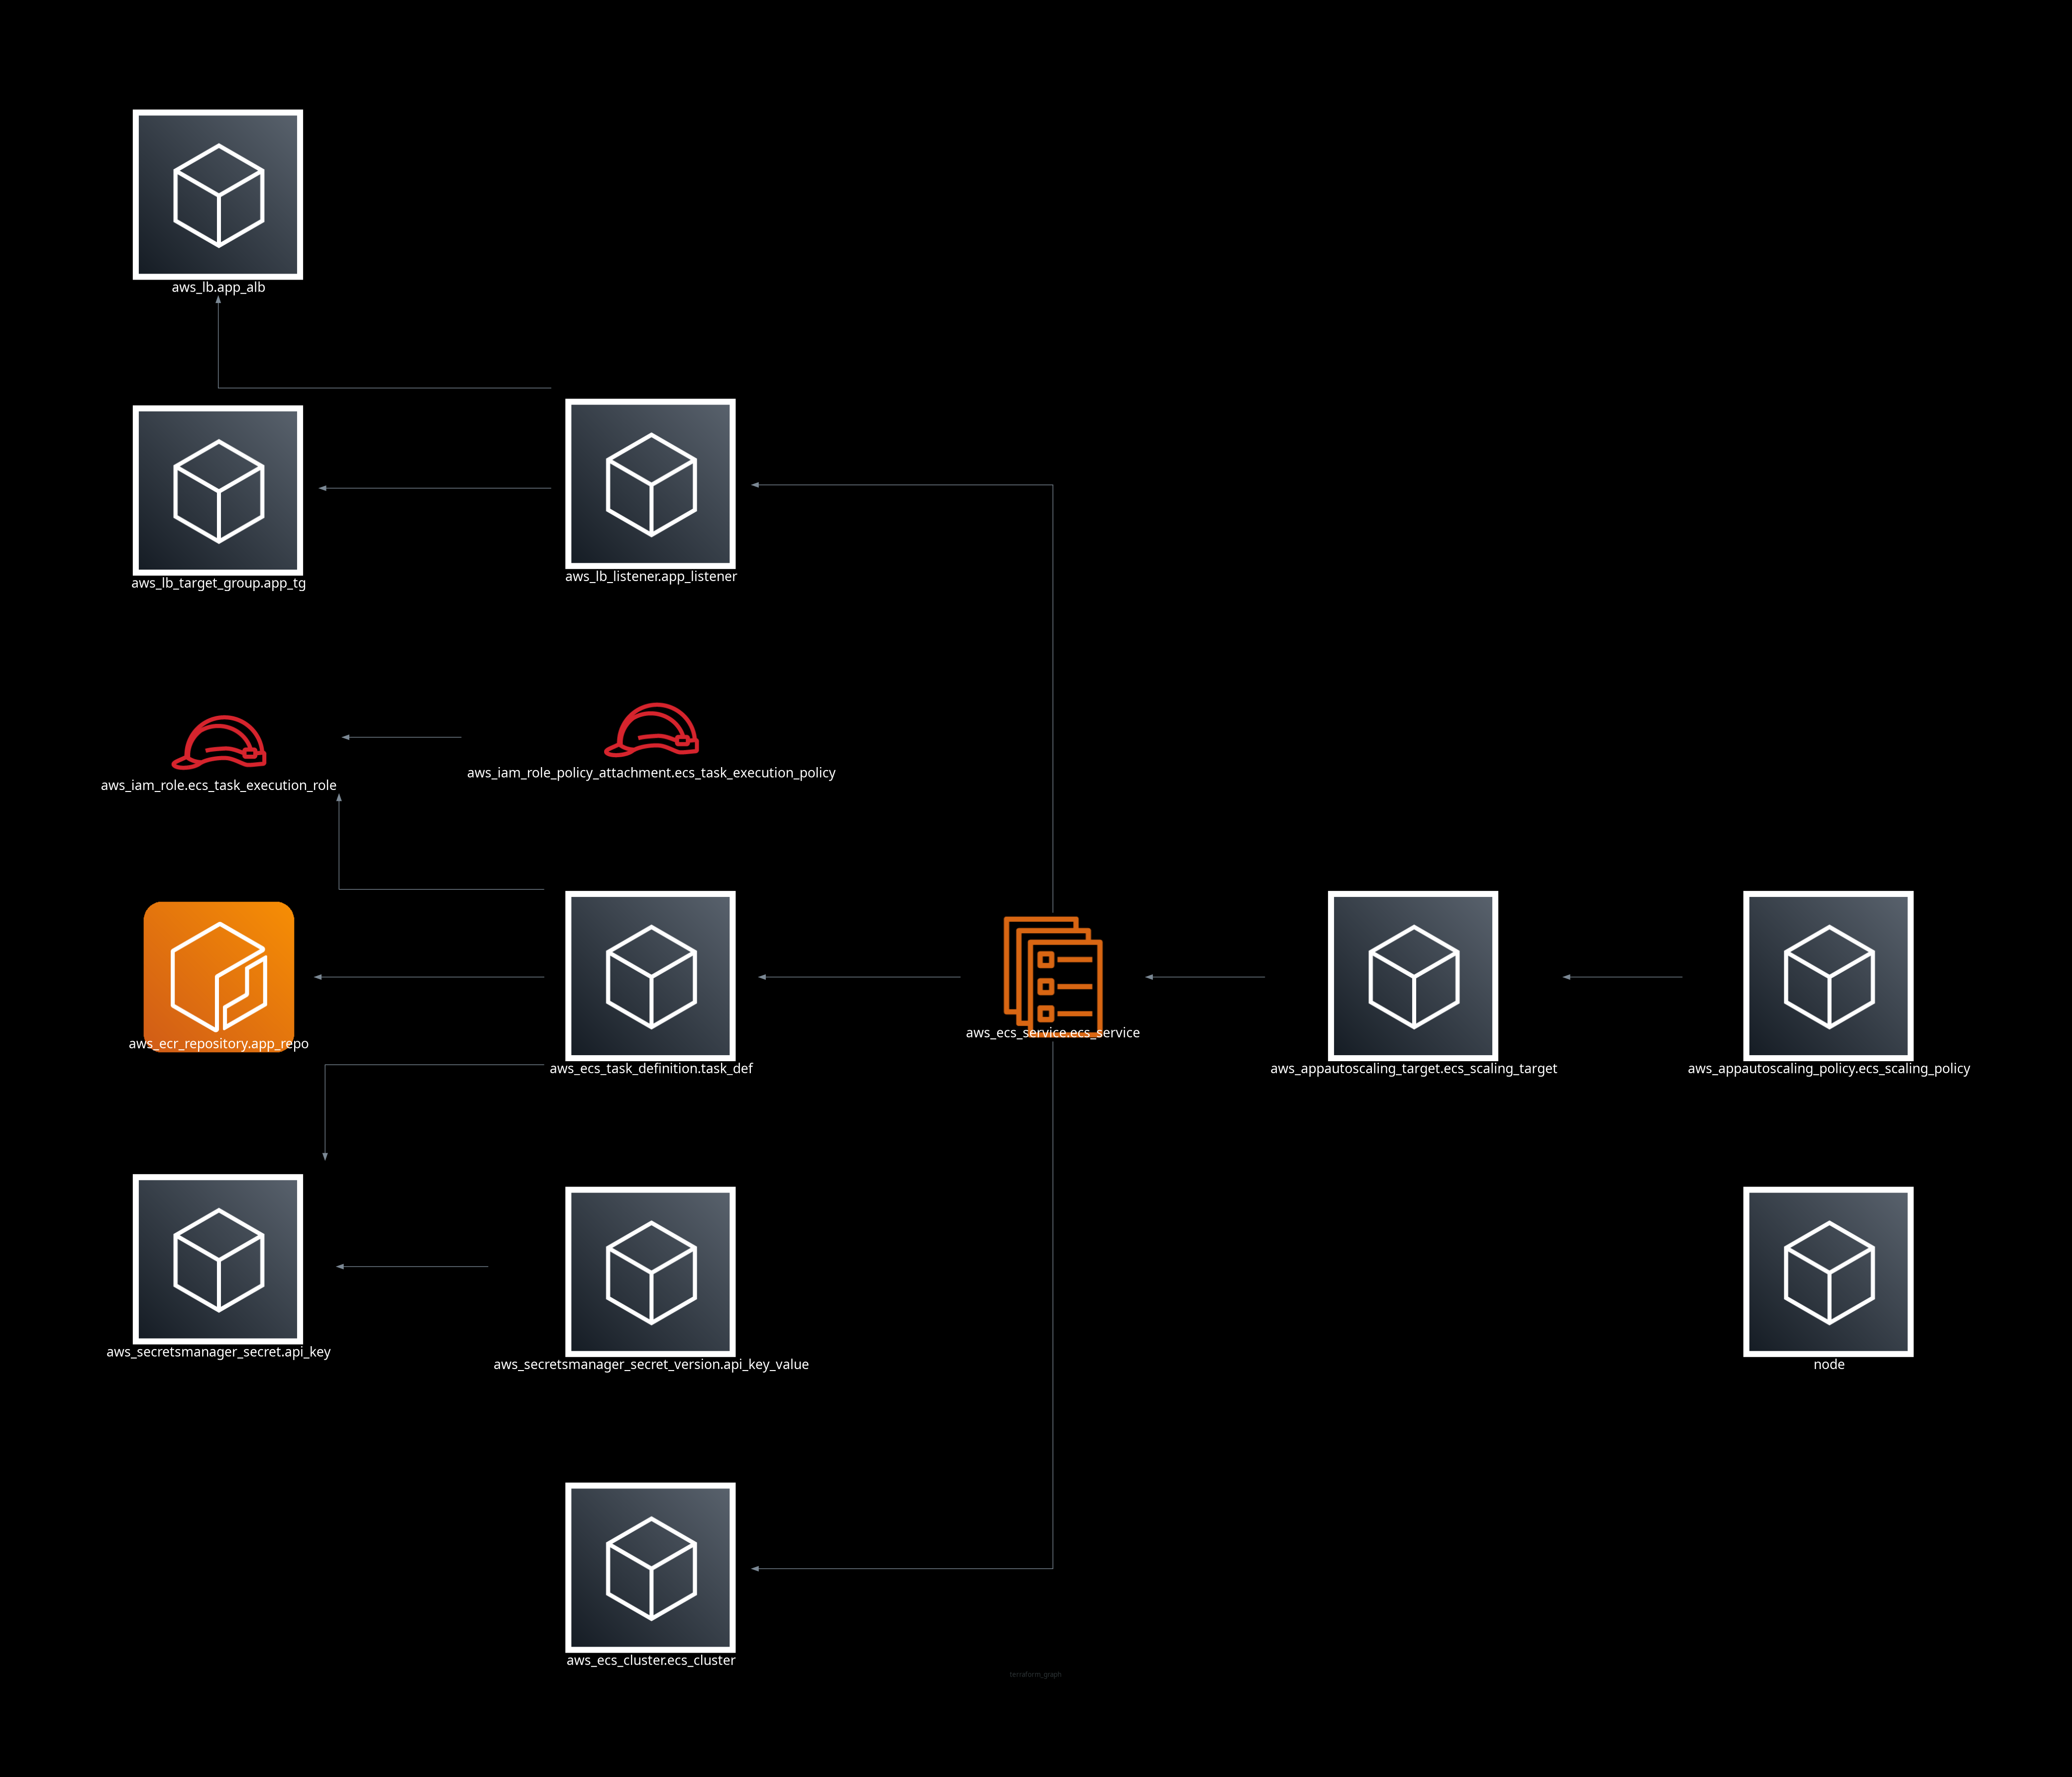 aws_lb.app_alb
aws_lb_target_group.app_tg
aws_lb_listener.app_listener
aws_iam_role.ecs_task_execution_role
aws_iam_role_policy_attachment.ecs_task_execution_policy
aws_ecr_repository.app_repo
aws_ecs_task_definition.task_def
aws_ecs_service.ecs_service
aws_appautoscaling_target.ecs_scaling_target
aws_appautoscaling_policy.ecs_scaling_policy
aws_secretsmanager_secret.api_key
aws_secretsmanager_secret_version.api_key_value
node
aws_ecs_cluster.ecs_cluster
terraform_graph